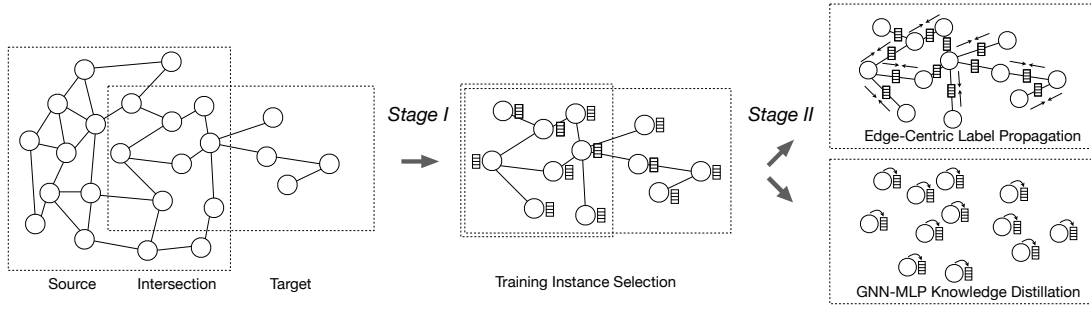 Stage I
Stage II
Edge-Centric Label Propagation
Source
Intersection
Target
Training Instance Selection
GNN-MLP Knowledge Distillation